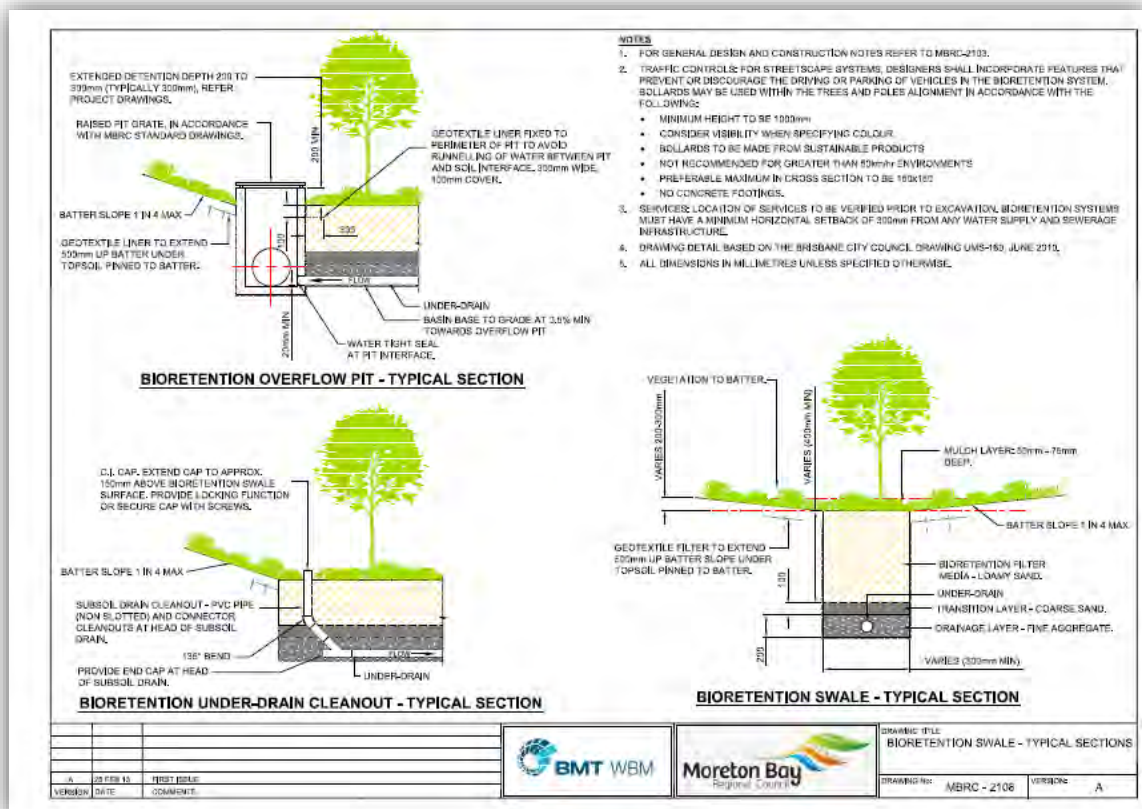 EXTENDED DETENTION DEPTH 200 TO
300mm (TYPICALLY 300mm), REFER
PROJECT DRAWINGS.
RAISED PIT GRATE, IN ACCORDANCE
WITH MBRC STANDARD DRAWINGS.
200 MIN
GEOTEXTILE LINER FIXED TO
PERIMETER OF PIT TO AVOID
RUNNELLING OF WATER BETWEEN PIT
AND SOIL INTERFACE. 300mm WIDE,
100mm COVER.
BATTER SLOPE 1 IN 4 MAX
GEOTEXTILE LINER TO EXTEND
500mm UP BATTER UNDER
TOPSOIL PINNED TO BATTER.
100
300
FLOW
UNDER-DRAIN
BASIN BASE TO GRADE AT 0.5% MIN
TOWARDS OVERFLOW PIT
WATER TIGHT SEAL
AT PIT INTERFACE.
20mm MIN
BIORETENTION OVERFLOW PIT - TYPICAL SECTION
NOTES
1. FOR GENERAL DESIGN AND CONSTRUCTION NOTES REFER TO MBRC-2103.
2. TRAFFIC CONTROLS: FOR STREETSCAPE SYSTEMS, DESIGNERS SHALL INCORPORATE FEATURES THAT
PREVENT OR DISCOURAGE THE DRIVING OR PARKING OF VEHICLES IN THE BIORETENTION SYSTEM.
BOLLARDS MAY BE USED WITHIN THE TREES AND POLES ALIGNMENT IN ACCORDANCE WITH THE
FOLLOWING:
• MINIMUM HEIGHT TO BE 1000mm
• CONSIDER VISIBILITY WHEN SPECIFYING COLOUR
• BOLLARDS TO BE MADE FROM SUSTAINABLE PRODUCTS
• NOT RECOMMENDED FOR GREATER THAN km/hr ENVIRONMENTS
• PREFERABLE MAXIMUM IN CROSS SECTION TO BE 150x150
• NO CONCRETE FOOTINGS.
3. SERVICES: LOCATION OF SERVICES TO BE VERIFIED PRIOR TO EXCAVATION. BIORETENTION SYSTEMS
MUST HAVE A MINIMUM HORIZONTAL SETBACK OF 300mm FROM ANY WATER SUPPLY AND SEWERAGE
INFRASTRUCTURE.
4. DRAWING DETAIL BASED ON THE BRISBANE CITY COUNCIL DRAWING UMS-160, JUNE 2010.
5. ALL DIMENSIONS IN MILLIMETRES UNLESS SPECIFIED OTHERWISE.
C.I. CAP. EXTEND CAP TO APPROX.
150mm ABOVE BIORETENTION SWALE
SURFACE. PROVIDE LOCKING FUNCTION
OR SECURE CAP WITH SCREWS.
BATTER SLOPE 1 IN 4 MAX
SUBSOIL DRAIN CLEANOUT - PVC PIPE
(NON SLOTTED) AND CONNECTOR
CLEANOUTS AT HEAD OF SUBSOIL
DRAIN.
135° BEND
PROVIDE END CAP AT HEAD
OF SUBSOIL DRAIN.
FLOW
UNDER-DRAIN
BIORETENTION UNDER-DRAIN CLEANOUT - TYPICAL SECTION
VEGETATION TO BATTER.
VARIES 200-300mm
VARIES (400mm MIN)
MULCH LAYER: 50mm - 75mm
DEEP.
BATTER SLOPE 1 IN 4 MAX
GEOTEXTILE FILTER TO EXTEND
500mm UP BATTER SLOPE UNDER
TOPSOIL PINNED TO BATTER.
100
200
BIORETENTION FILTER
MEDIA - LOAMY SAND.
UNDER-DRAIN
TRANSITION LAYER - COARSE SAND.
DRAINAGE LAYER - FINE AGGREGATE.
VARIES (300mm MIN)
BIORETENTION SWALE - TYPICAL SECTION
A 25 FEB 13 FIRST ISSUE
VERSION DATE COMMENTS
BMT WBM
Moreton Bay
Regional Council
DRAWING TITLE
BIORETENTION SWALE - TYPICAL SECTIONS
DRAWING No:
MBRC - 2108
VERSION:
A